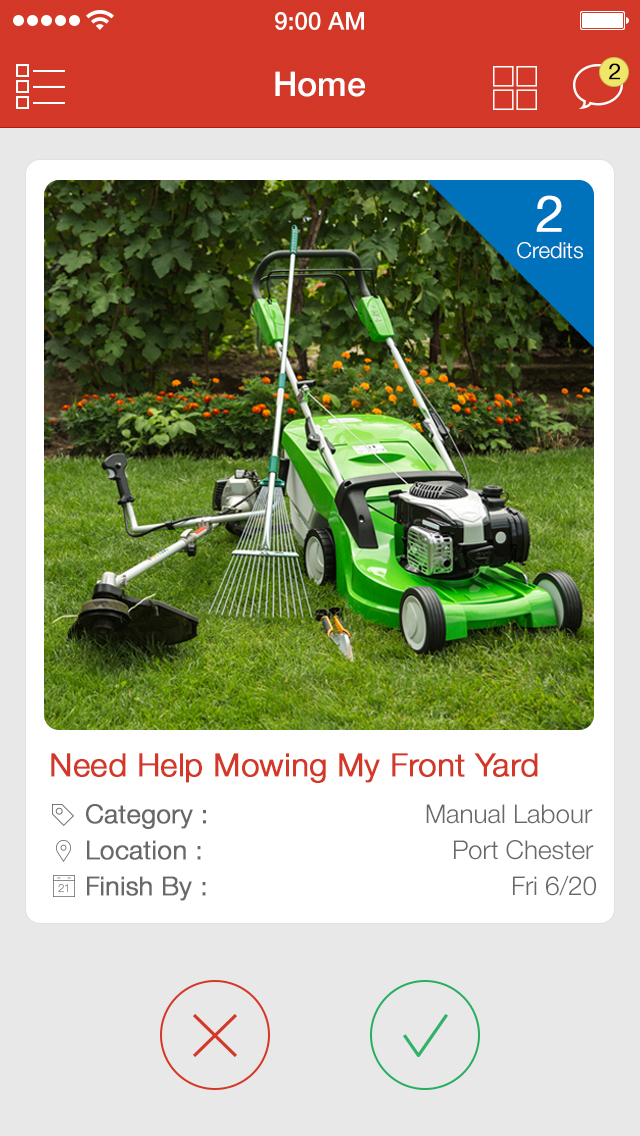 9:00 AM
Home
2
2
Credits
Need Help Mowing My Front Yard
Category :
Manual Labour
Location :
Port Chester
21
Finish By :
Fri 6/20